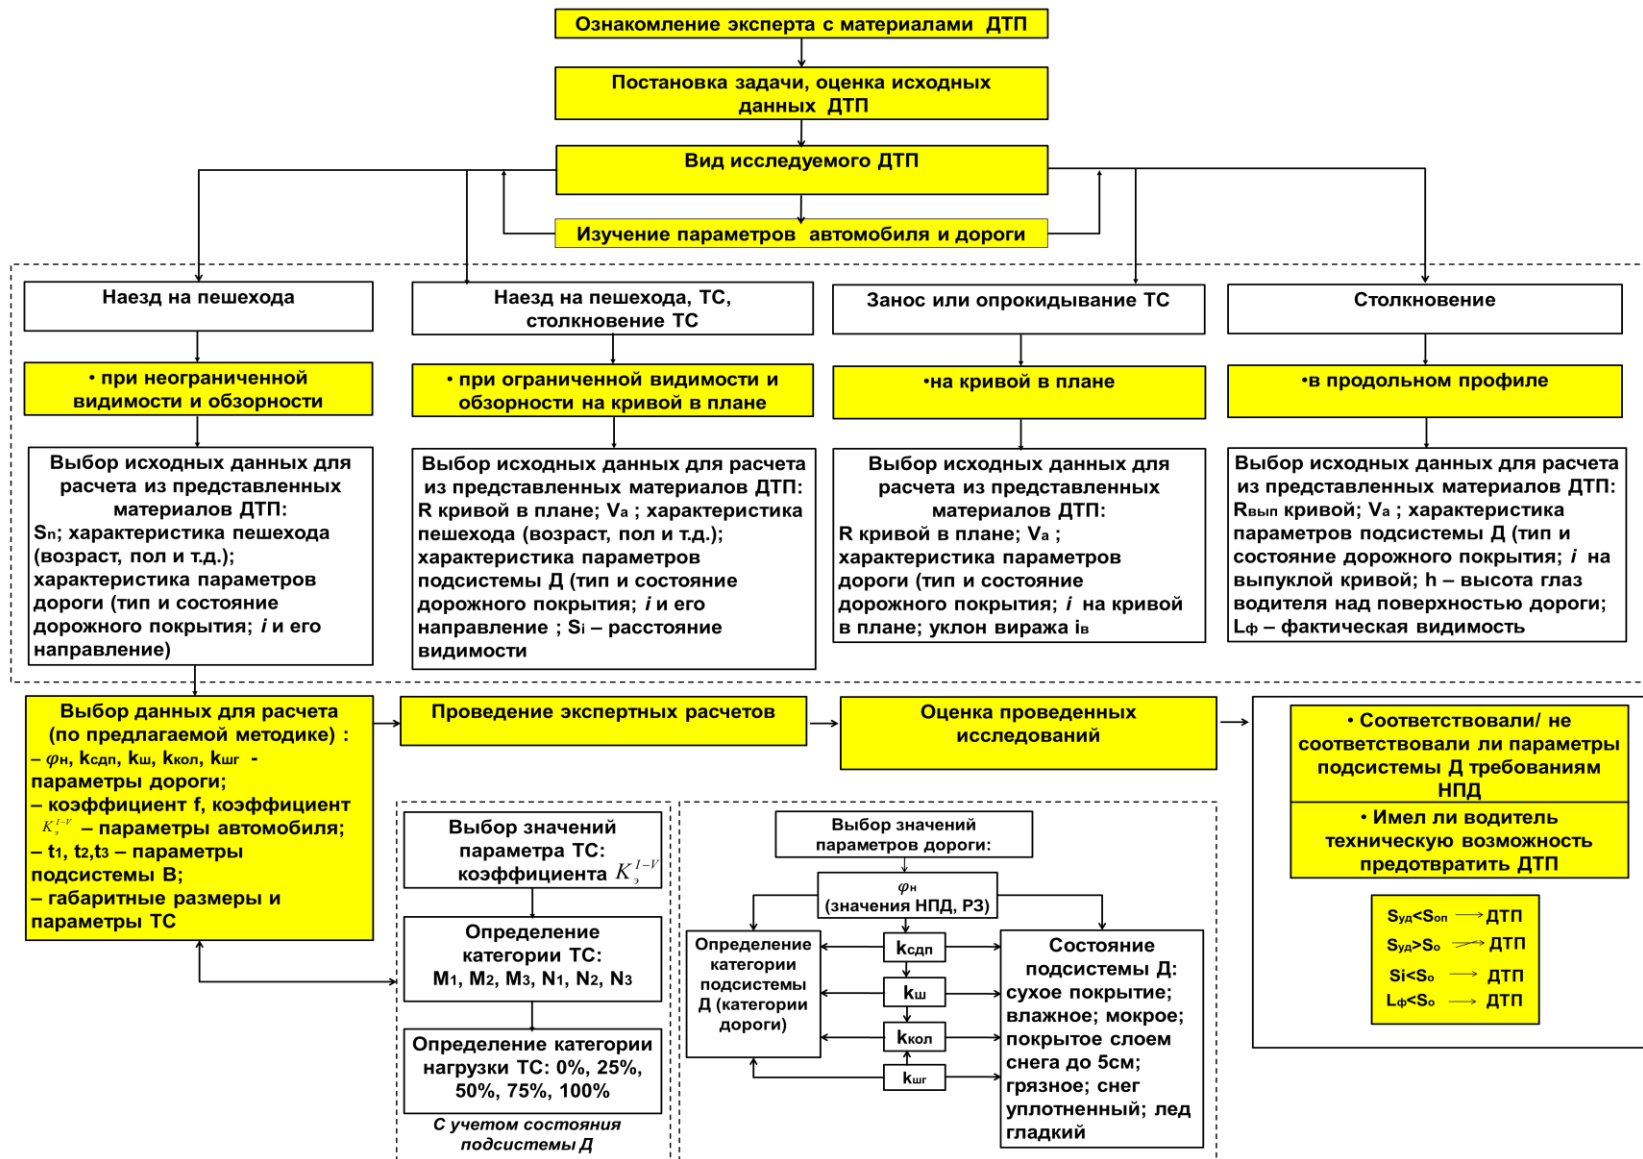 Ознакомление эксперта с материалами ДТП
Постановка задачи, оценка исходных
данных ДТП
Вид исследуемого ДТП
Изучение параметров автомобиля и дороги
Наезд на пешехода
• при неограниченной
видимости и обзорности
Выбор исходных данных для
расчета из представленных
материалов ДТП:
Sп; характеристика пешехода
(возраст, пол и т.д.);
характеристика параметров
дороги (тип и состояние
дорожного покрытия; i и его
направление)
Наезд на пешехода, ТС,
столкновение ТС
• при ограниченной видимости и
обзорности на кривой в плане
Выбор исходных данных для расчета
из представленных материалов ДТП:
R кривой в плане; Va ; характеристика
пешехода (возраст, пол и т.д.);
характеристика параметров
подсистемы Д (тип и состояние
дорожного покрытия; i и его
направление ; Si – расстояние
видимости
Занос или опрокидывание ТС
•на кривой в плане
Выбор исходных данных для
расчета из представленных
материалов ДТП:
R кривой в плане; Va ;
характеристика параметров
дороги (тип и состояние
дорожного покрытия; i на кривой
в плане; уклон виража iв
Столкновение
•в продольном профиле
Выбор исходных данных для расчета
из представленных материалов ДТП:
Rвып кривой; Va ; характеристика
параметров подсистемы Д (тип и
состояние дорожного покрытия; i на
выпуклой кривой; h – высота глаз
водителя над поверхностью дороги;
Lф – фактическая видимость
Выбор данных для расчета
(по предлагаемой методике) :
– φн, kсдп, kш, kкол, kшг -
параметры дороги;
– коэффициент f, коэффициент
Kэ^I–V – параметры автомобиля;
– t1, t2,t3 – параметры
подсистемы В;
– габаритные размеры и
параметры ТС
Проведение экспертных расчетов
Оценка проведенных
исследований
• Соответствовали/ не
соответствовали ли параметры
подсистемы Д требованиям
НПД
• Имел ли водитель
техническую возможность
предотвратить ДТП
Sуд<Sоп → ДТП
Sуд>Sо → ДТП
Si<Sо → ДТП
Lф<Sо → ДТП
Выбор значений
параметра ТС:
коэффициента Kэ^I–V
Определение
категории ТС:
M1, M2, M3, N1, N2, N3
Определение категории
нагрузки ТС: 0%, 25%,
50%, 75%, 100%
С учетом состояния
подсистемы Д
Выбор значений
параметров дороги:
φн
(значения НПД, РЗ)
Определение
категории
подсистемы
Д (категории
дороги)
kсдп
kш
kкол
kшг
Состояние
подсистемы Д:
сухое покрытие;
влажное; мокрое;
покрытое слоем
снега до 5см;
грязное; снег
уплотненный; лед
гладкий